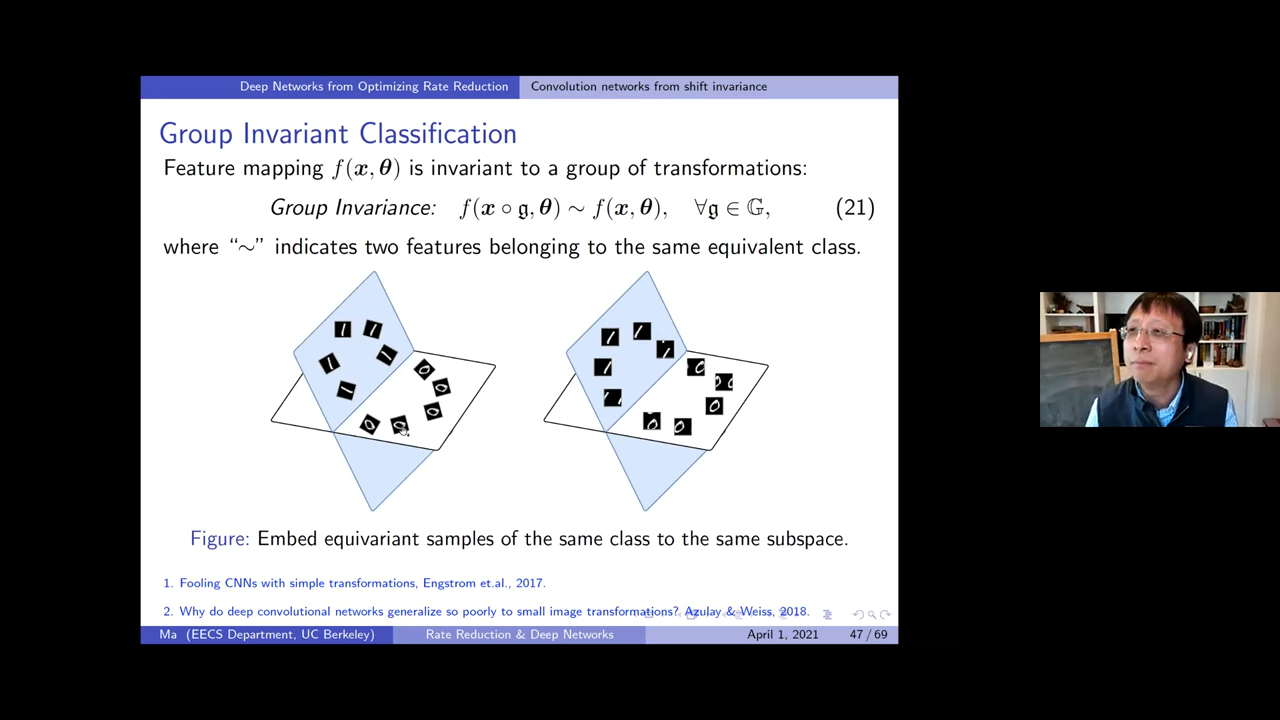 Deep Networks from Optimizing Rate Reduction Convolution networks from shift invariance
Group Invariant Classification
Feature mapping f(x, θ) is invariant to a group of transformations:
Group Invariance: f(x ∘ 𝔤, θ) ∼ f(x, θ), ∀𝔤 ∈ 𝔾, (21)
where “∼” indicates two features belonging to the same equivalent class.
Figure: Embed equivariant samples of the same class to the same subspace.
1. Fooling CNNs with simple transformations, Engstrom et.al., 2017.
2. Why do deep convolutional networks generalize so poorly to small image transformations? Azulay & Weiss, 2018.
Ma (EECS Department, UC Berkeley) Rate Reduction & Deep Networks April 1, 2021 47 / 69